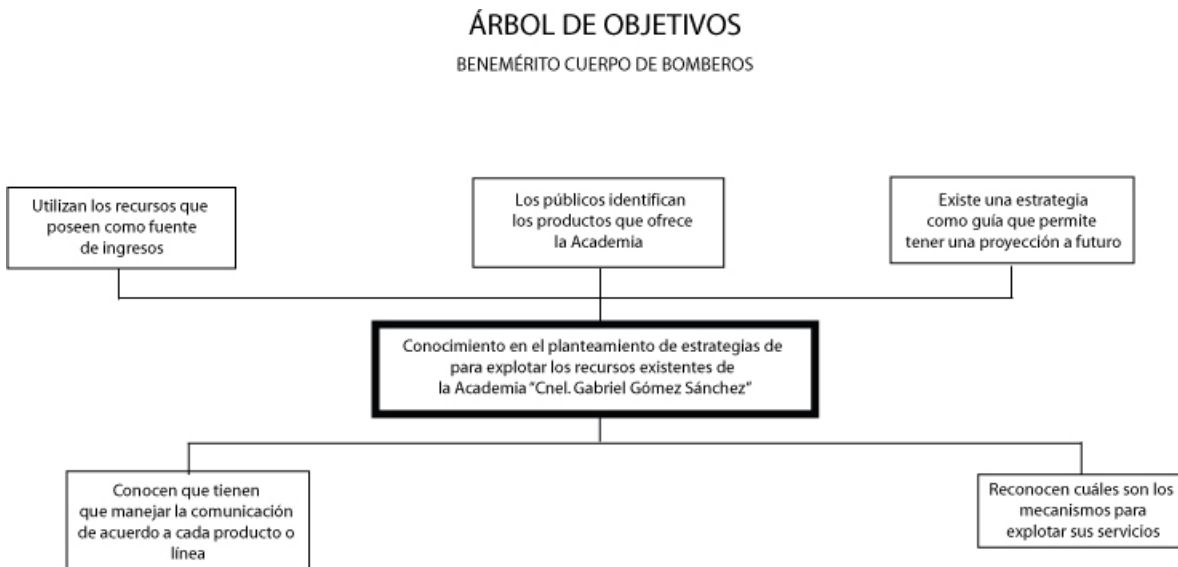 ÁRBOL DE OBJETIVOS
BENEMÉRITO CUERPO DE BOMBEROS
Utilizan los recursos que
poseen como fuente
de ingresos
Los públicos identifican
los productos que ofrece
la Academia
Existe una estrategia
como guía que permite
tener una proyección a futuro
Conocimiento en el planteamiento de estrategias de
para explotar los recursos existentes de
la Academia "Cnel. Gabriel Gómez Sánchez"
Conocen que tienen
que manejar la comunicación
de acuerdo a cada producto o
línea
Reconocen cuáles son los
mecanismos para
explotar sus servicios